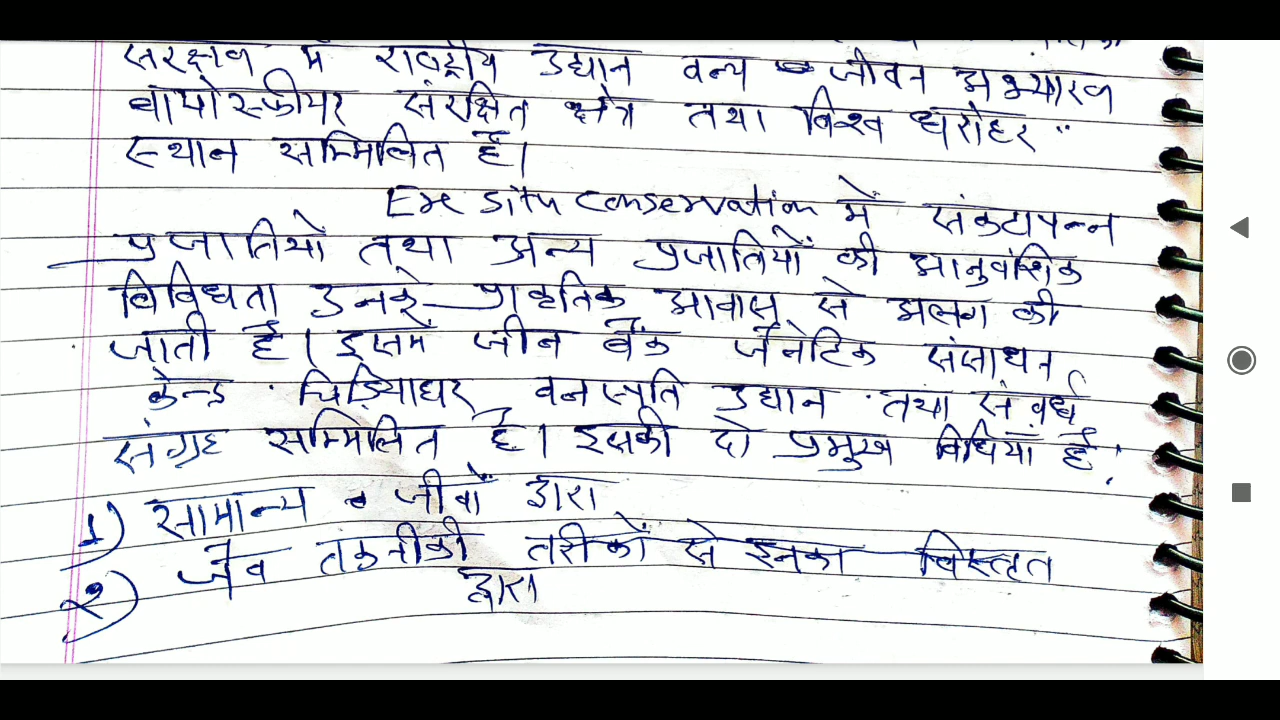 संरक्षण में राष्ट्रीय उद्यान वन्य जीवन अभ्यारण
बायोस्फीयर संरक्षित क्षेत्र तथा विश्व धरोहर
स्थान सम्मिलित है।
Exe situ conservation में संकटापन्न
प्रजातियों तथा अन्य प्रजातियों की आनुवंशिक
विविधता उनके प्राकृतिक आवास से अलग की
जाती है। इसमें जीन बैंक जेनेटिक संसाधन
केन्द्र चिड़ियाघर वनस्पति उद्यान तथा संवर्ध
संग्रह सम्मिलित है। इसकी दो प्रमुख विधियां है
1) सामान्य जीवों द्वारा
२) जैव तकनीकी तरीकों से इनका विस्तृत
द्वारा